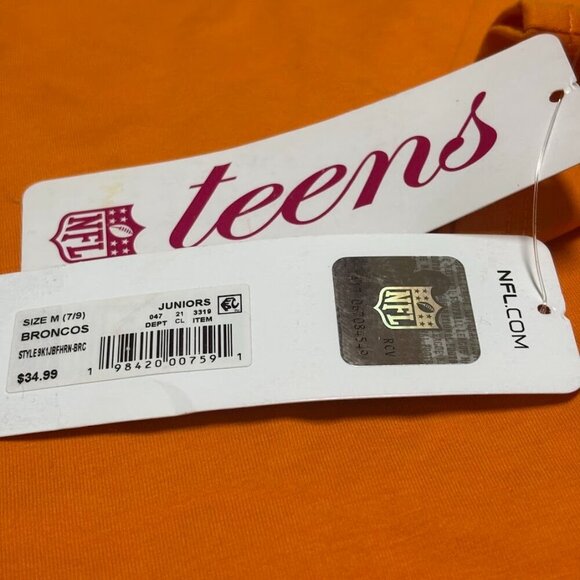 teens
NFL
SIZE M (7/9) JUNIORS
BRONCOS 047 21 3319
DEPT CL ITEM
STYLE 9K1JBFHRN-BRC
$34.99
1 98420 00759 1
NFL
RCV
NFL.COM